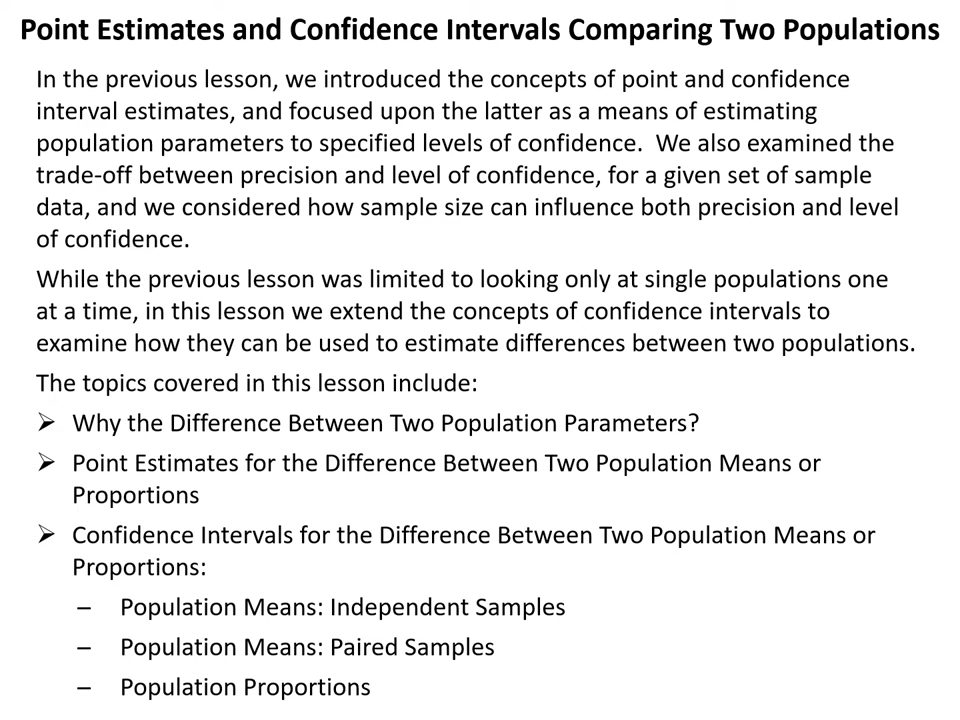 Point Estimates and Confidence Intervals Comparing Two Populations
In the previous lesson, we introduced the concepts of point and confidence
interval estimates, and focused upon the latter as a means of estimating
population parameters to specified levels of confidence.  We also examined the
trade-off between precision and level of confidence, for a given set of sample
data, and we considered how sample size can influence both precision and level
of confidence.
While the previous lesson was limited to looking only at single populations one
at a time, in this lesson we extend the concepts of confidence intervals to
examine how they can be used to estimate differences between two populations.
The topics covered in this lesson include:
➢ Why the Difference Between Two Population Parameters?
➢ Point Estimates for the Difference Between Two Population Means or
Proportions
➢ Confidence Intervals for the Difference Between Two Population Means or
Proportions:
– Population Means: Independent Samples
– Population Means: Paired Samples
– Population Proportions